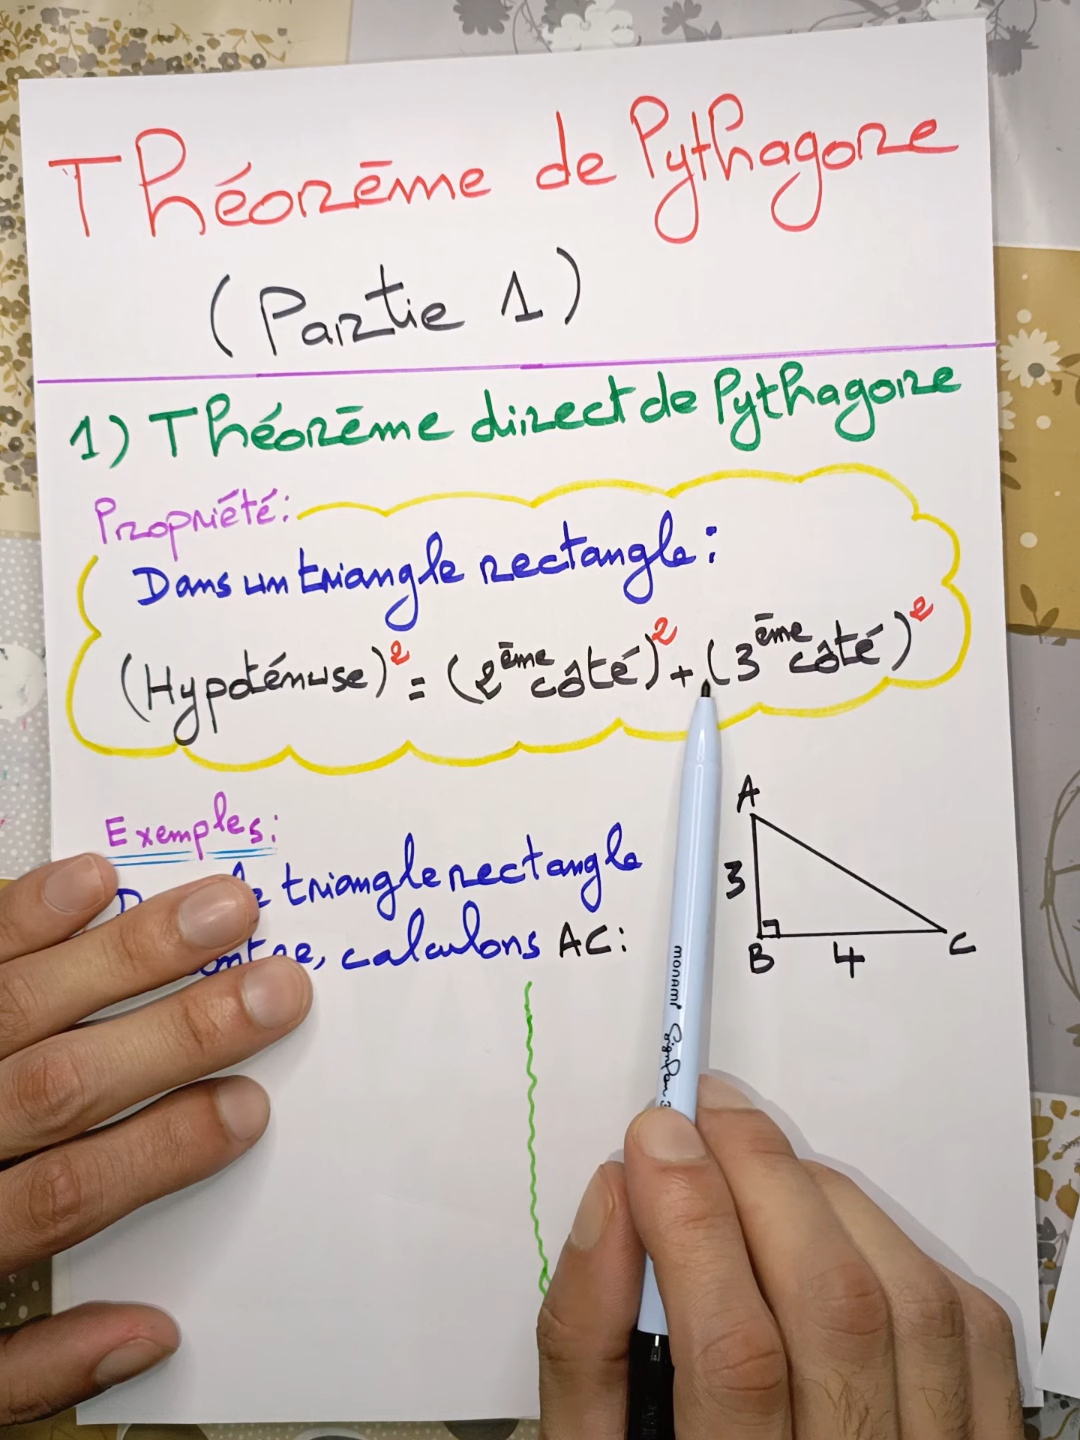 Théorème de Pythagore
(Partie 1)
1) Théorème direct de Pythagore
Propriété:
Dans un triangle rectangle:
(Hypoténuse)² = (2ème côté)² + (3ème côté)²
Exemples:
triangle rectangle
calculons AC:
A
3
B
4
C
monami Signpen